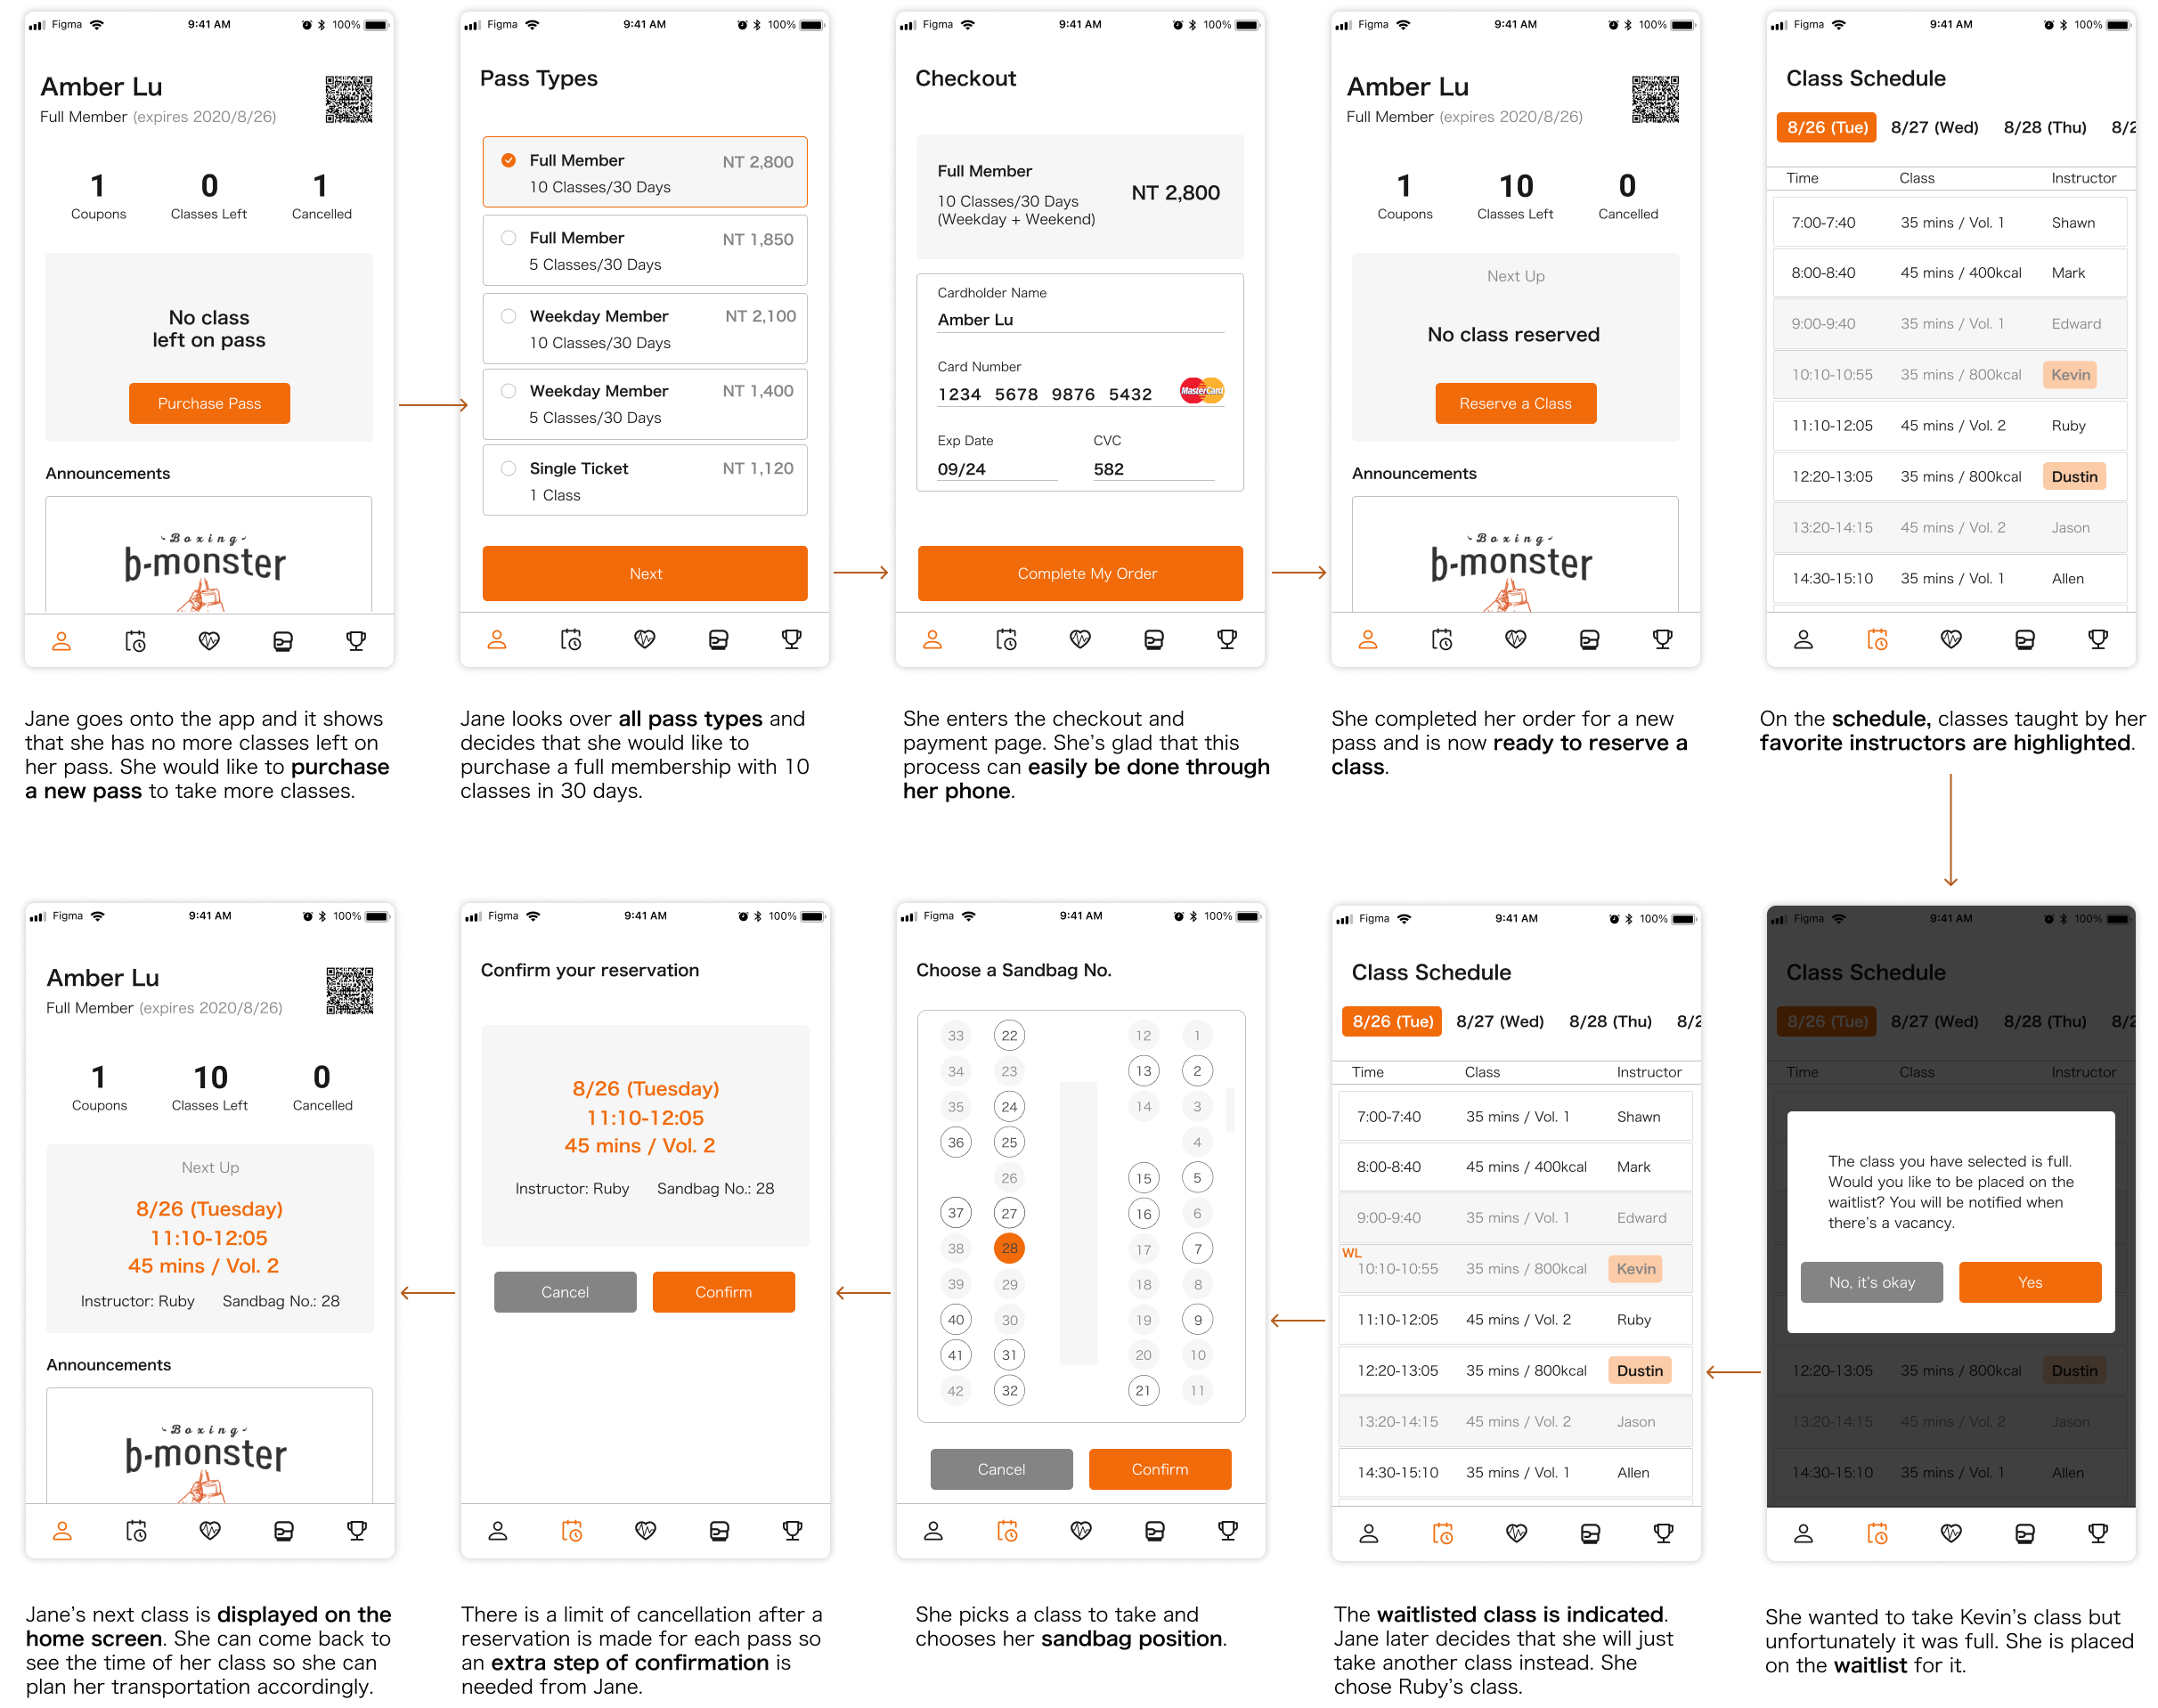 Figma 9:41 AM 100%
Amber Lu
Full Member (expires 2020/8/26)
1 0 1
Coupons Classes Left Cancelled
No class
left on pass
Purchase Pass
Announcements
Boxing
b-monster
Jane goes onto the app and it shows
that she has no more classes left on
her pass. She would like to purchase
a new pass to take more classes.
Figma 9:41 AM 100%
Pass Types
Full Member NT 2,800
10 Classes/30 Days
Full Member NT 1,850
5 Classes/30 Days
Weekday Member NT 2,100
10 Classes/30 Days
Weekday Member NT 1,400
5 Classes/30 Days
Single Ticket NT 1,120
1 Class
Next
Jane looks over all pass types and
decides that she would like to
purchase a full membership with 10
classes in 30 days.
Figma 9:41 AM 100%
Checkout
Full Member
10 Classes/30 Days NT 2,800
(Weekday + Weekend)
Cardholder Name
Amber Lu
Card Number
1234 5678 9876 5432 MasterCard
Exp Date CVC
09/24 582
Complete My Order
She enters the checkout and
payment page. She's glad that this
process can easily be done through
her phone.
Figma 9:41 AM 100%
Amber Lu
Full Member (expires 2020/8/26)
1 10 0
Coupons Classes Left Cancelled
Next Up
No class reserved
Reserve a Class
Announcements
Boxing
b-monster
She completed her order for a new
pass and is now ready to reserve a
class.
Figma 9:41 AM 100%
Class Schedule
8/26 (Tue) 8/27 (Wed) 8/28 (Thu) 8/2
Time Class Instructor
7:00-7:40 35 mins / Vol. 1 Shawn
8:00-8:40 45 mins / 400kcal Mark
9:00-9:40 35 mins / Vol. 1 Edward
10:10-10:55 35 mins / 800kcal Kevin
11:10-12:05 45 mins / Vol. 2 Ruby
12:20-13:05 35 mins / 800kcal Dustin
13:20-14:15 45 mins / Vol. 2 Jason
14:30-15:10 35 mins / Vol. 1 Allen
On the schedule, classes taught by her
favorite instructors are highlighted.
Figma 9:41 AM 100%
Class Schedule
8/26 (Tue) 8/27 (Wed) 8/28 (Thu) 8/2
Time Class Instructor
The class you have selected is full.
Would you like to be placed on the
waitlist? You will be notified when
there's a vacancy.
No, it's okay Yes
12:20-13:05 35 mins / 800kcal Dustin
13:20-14:15 45 mins / Vol. 2 Jason
14:30-15:10 35 mins / Vol. 1 Allen
She wanted to take Kevin's class but
unfortunately it was full. She is placed
on the waitlist for it.
Figma 9:41 AM 100%
Class Schedule
8/26 (Tue) 8/27 (Wed) 8/28 (Thu) 8/2
Time Class Instructor
7:00-7:40 35 mins / Vol. 1 Shawn
8:00-8:40 45 mins / 400kcal Mark
9:00-9:40 35 mins / Vol. 1 Edward
WL
10:10-10:55 35 mins / 800kcal Kevin
11:10-12:05 45 mins / Vol. 2 Ruby
12:20-13:05 35 mins / 800kcal Dustin
13:20-14:15 45 mins / Vol. 2 Jason
14:30-15:10 35 mins / Vol. 1 Allen
The waitlisted class is indicated.
Jane later decides that she will just
take another class instead. She
chose Ruby's class.
Figma 9:41 AM 100%
Choose a Sandbag No.
33 22 12 1
34 23 13 2
35 24 14 3
36 25 4
26 15 5
37 27 16 6
38 28 17 7
39 29 18 8
40 30 19 9
41 31 20 10
42 32 21 11
Cancel Confirm
She picks a class to take and
chooses her sandbag position.
Figma 9:41 AM 100%
Confirm your reservation
8/26 (Tuesday)
11:10-12:05
45 mins / Vol. 2
Instructor: Ruby Sandbag No.: 28
Cancel Confirm
There is a limit of cancellation after a
reservation is made for each pass so
an extra step of confirmation is
needed from Jane.
Figma 9:41 AM 100%
Amber Lu
Full Member (expires 2020/8/26)
1 10 0
Coupons Classes Left Cancelled
Next Up
8/26 (Tuesday)
11:10-12:05
45 mins / Vol. 2
Instructor: Ruby Sandbag No.: 28
Announcements
Boxing
b-monster
Jane's next class is displayed on the
home screen. She can come back to
see the time of her class so she can
plan her transportation accordingly.